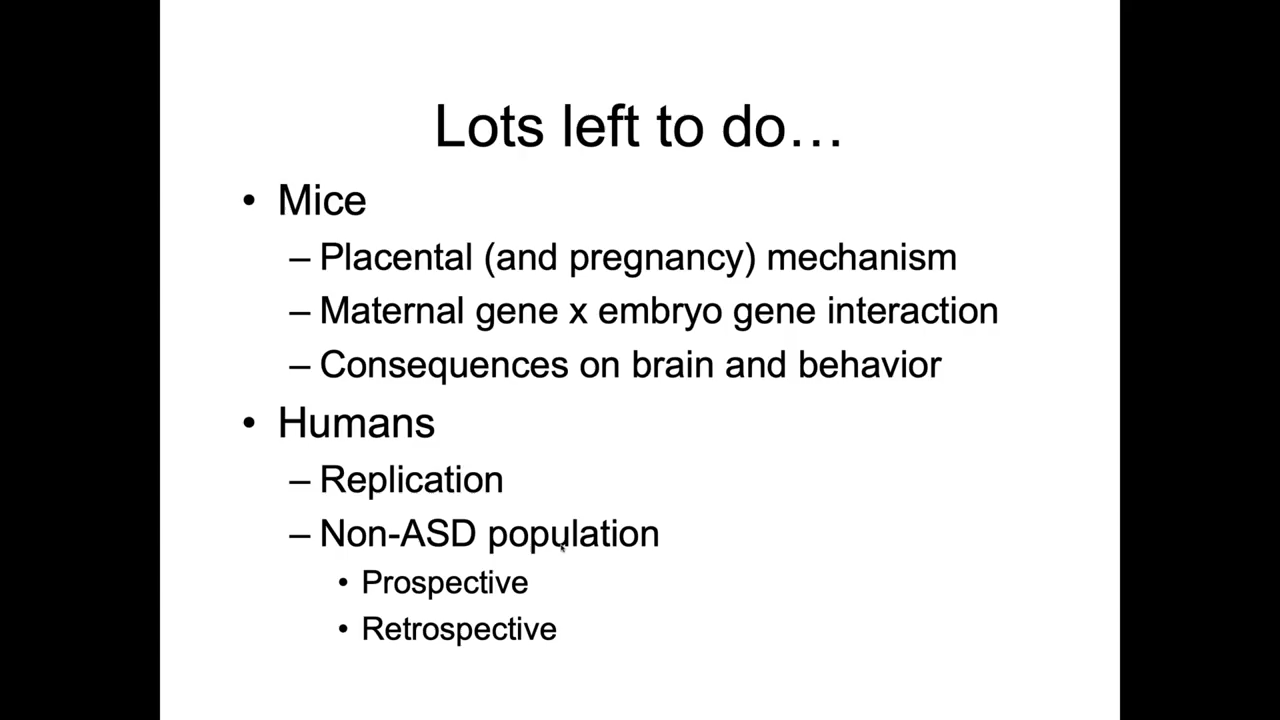 Lots left to do…
• Mice
– Placental (and pregnancy) mechanism
– Maternal gene x embryo gene interaction
– Consequences on brain and behavior
• Humans
– Replication
– Non-ASD population
• Prospective
• Retrospective